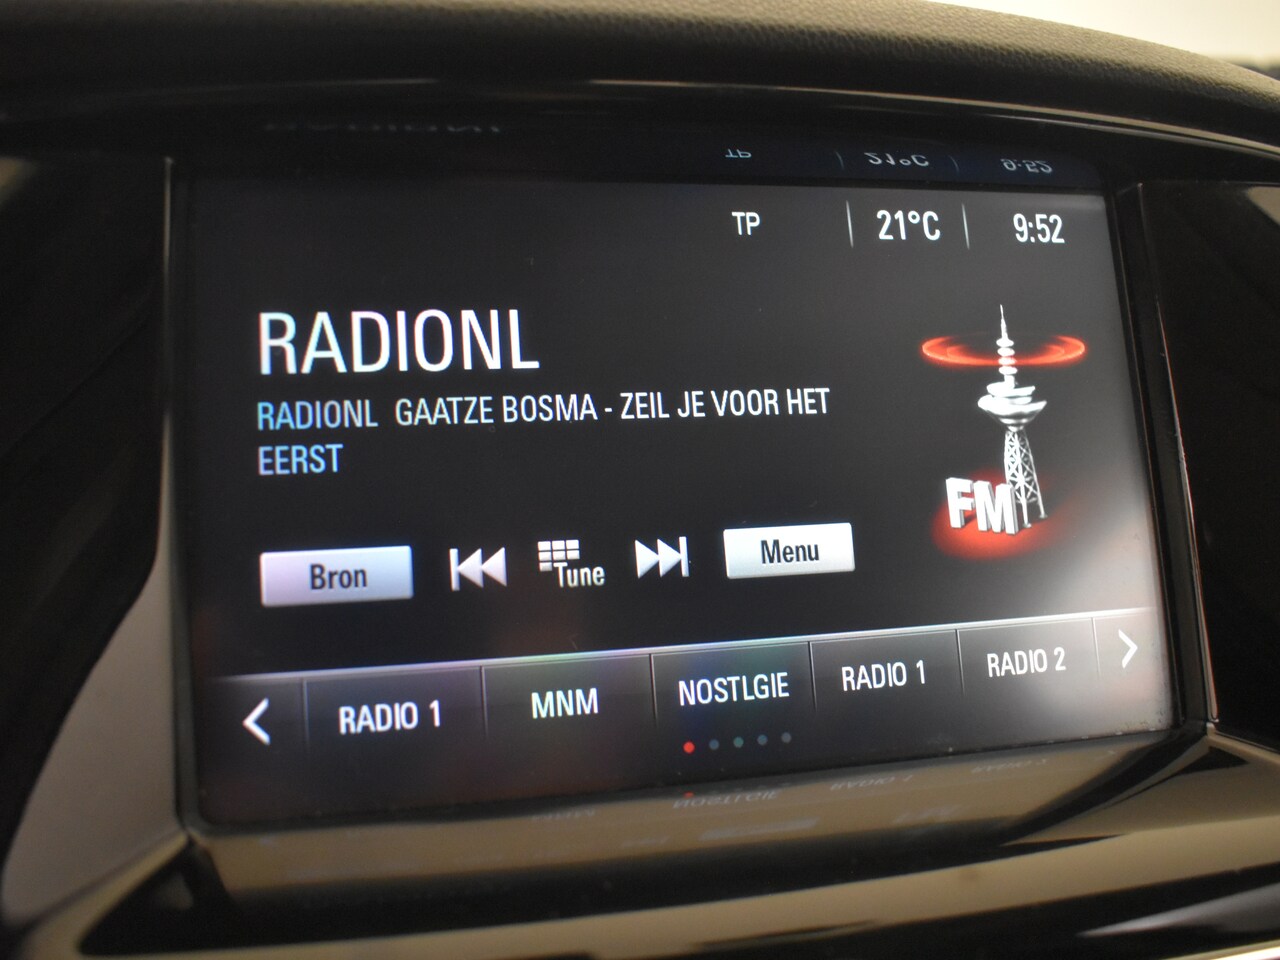 TP 21°C 9:52
RADIONL
RADIONL GAATZE BOSMA - ZEIL JE VOOR HET
EERST
FM
Bron Tune Menu
RADIO 1 MNM NOSTLGIE RADIO 1 RADIO 2